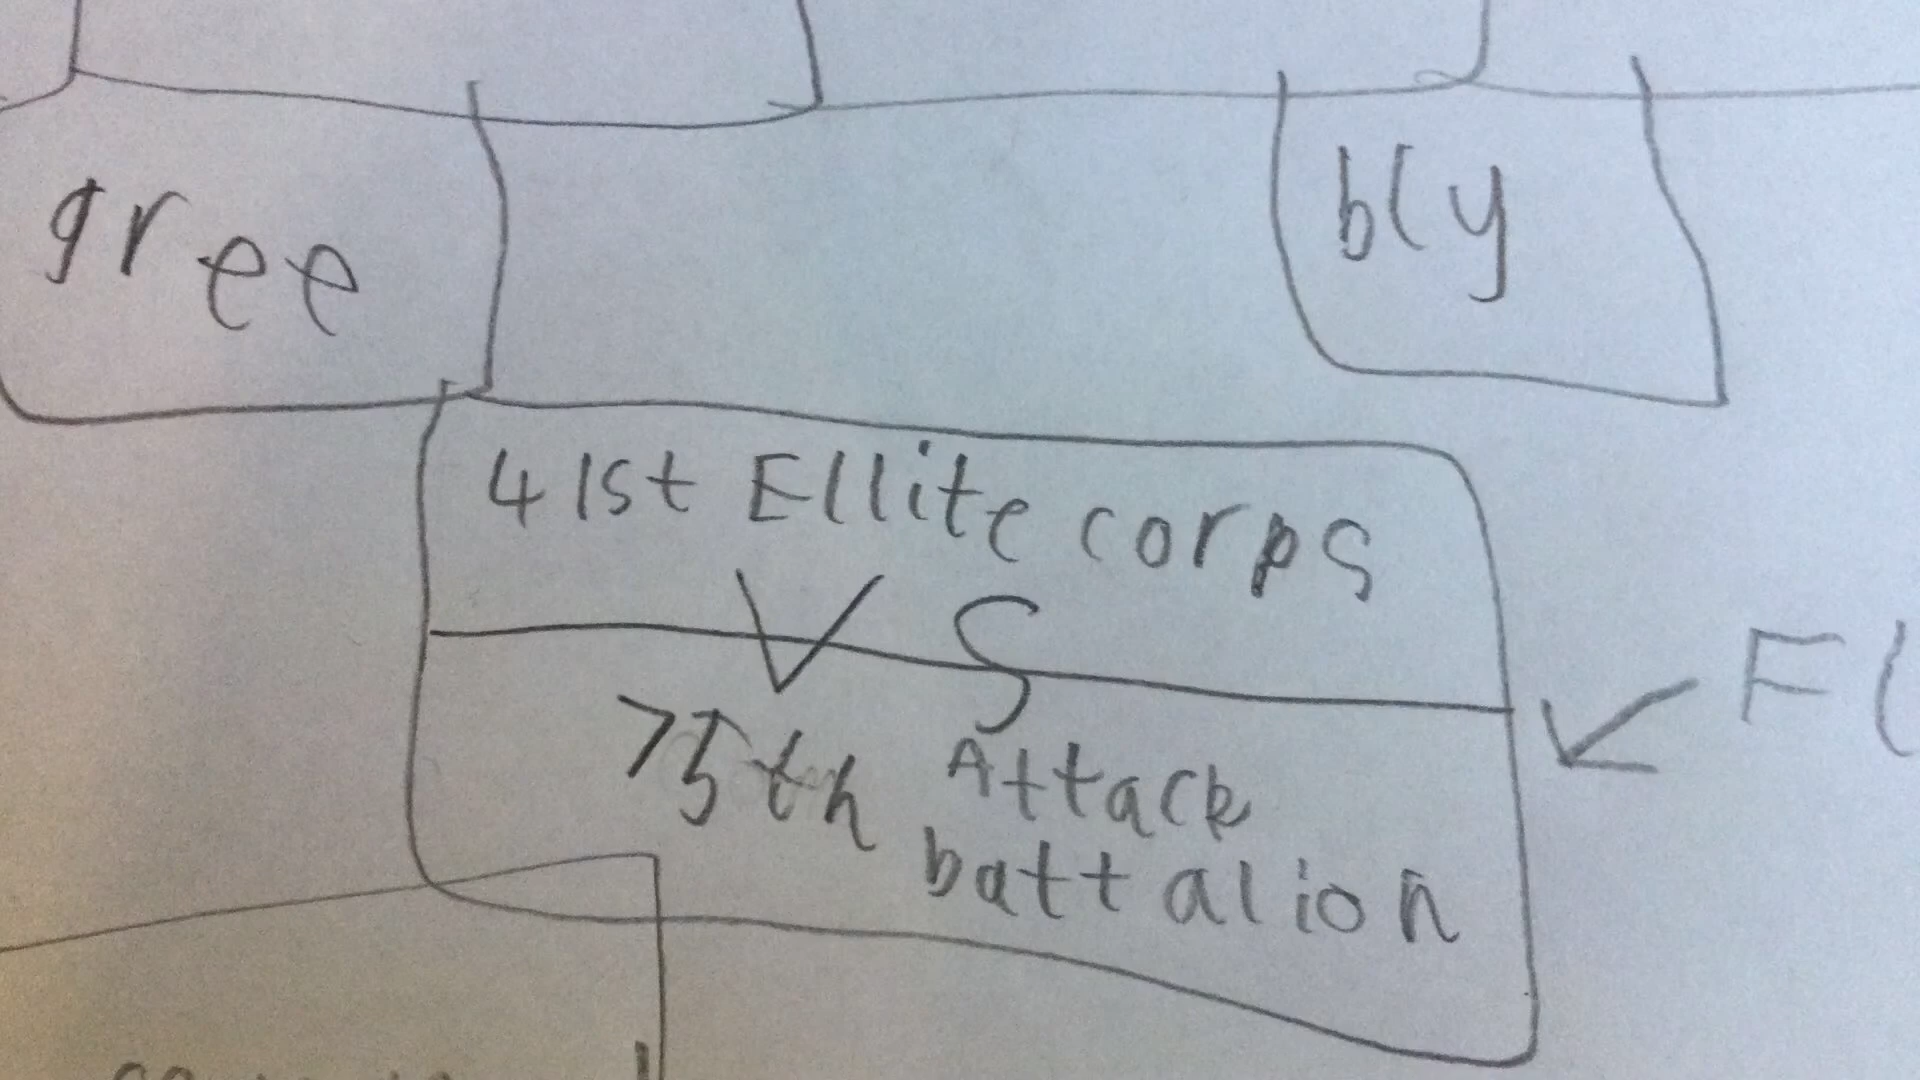 gree
bly
41st Ellite corps
VS
75th Attack
battalion